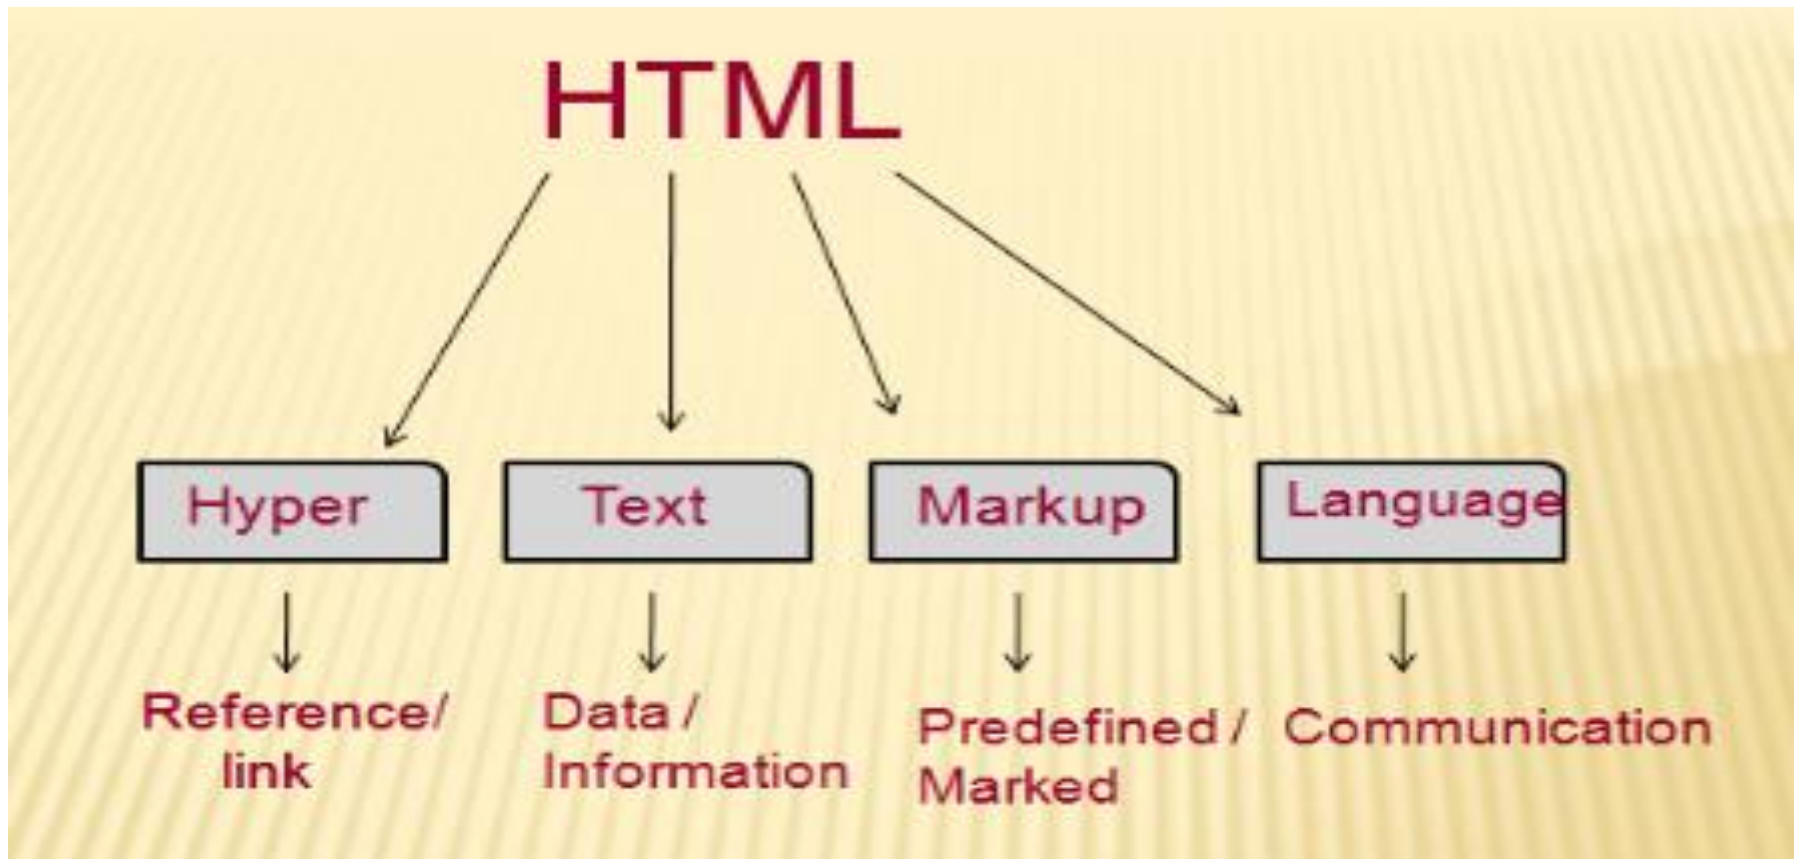 HTML
Hyper
Text
Markup
Language
Reference/
link
Data /
Information
Predefined /
Marked
Communication